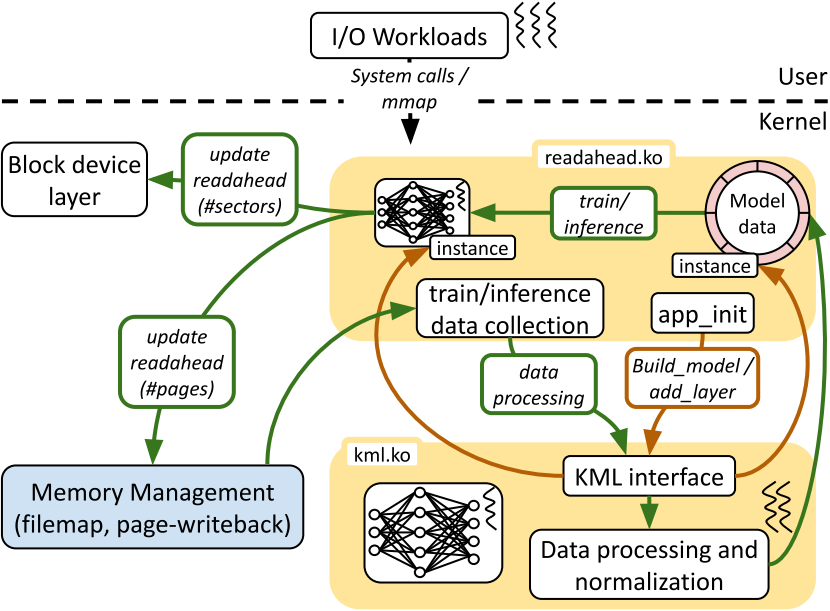 I/O Workloads
System calls /
mmap
User
Kernel
Block device
layer
update
readahead
(#sectors)
readahead.ko
train/
inference
Model
data
instance
instance
train/inference
data collection
app_init
update
readahead
(#pages)
data
processing
Build_model /
add_layer
kml.ko
KML interface
Memory Management
(filemap, page-writeback)
Data processing and
normalization